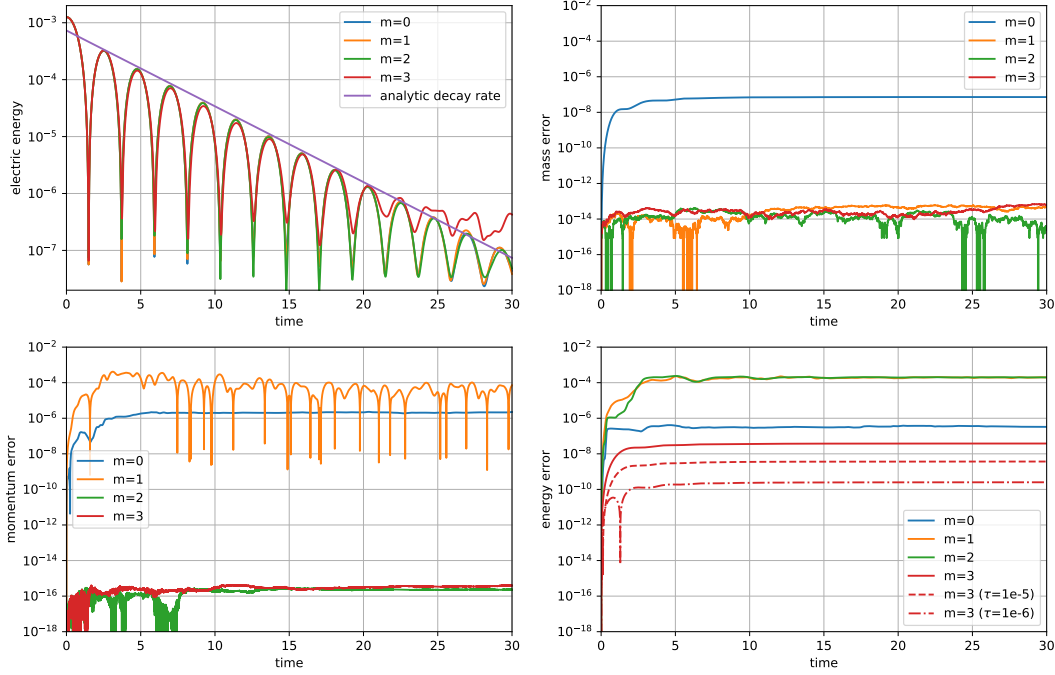 10⁻³
10⁻⁴
10⁻⁵
10⁻⁶
10⁻⁷
electric energy
0 5 10 15 20 25 30
time
m=0
m=1
m=2
m=3
analytic decay rate
10⁻²
10⁻⁴
10⁻⁶
10⁻⁸
10⁻¹⁰
10⁻¹²
10⁻¹⁴
10⁻¹⁶
10⁻¹⁸
mass error
0 5 10 15 20 25 30
time
m=0
m=1
m=2
m=3
10⁻²
10⁻⁴
10⁻⁶
10⁻⁸
10⁻¹⁰
10⁻¹²
10⁻¹⁴
10⁻¹⁶
10⁻¹⁸
momentum error
0 5 10 15 20 25 30
time
m=0
m=1
m=2
m=3
10⁻²
10⁻⁴
10⁻⁶
10⁻⁸
10⁻¹⁰
10⁻¹²
10⁻¹⁴
10⁻¹⁶
10⁻¹⁸
energy error
0 5 10 15 20 25 30
time
m=0
m=1
m=2
m=3
m=3 (τ=1e-5)
m=3 (τ=1e-6)